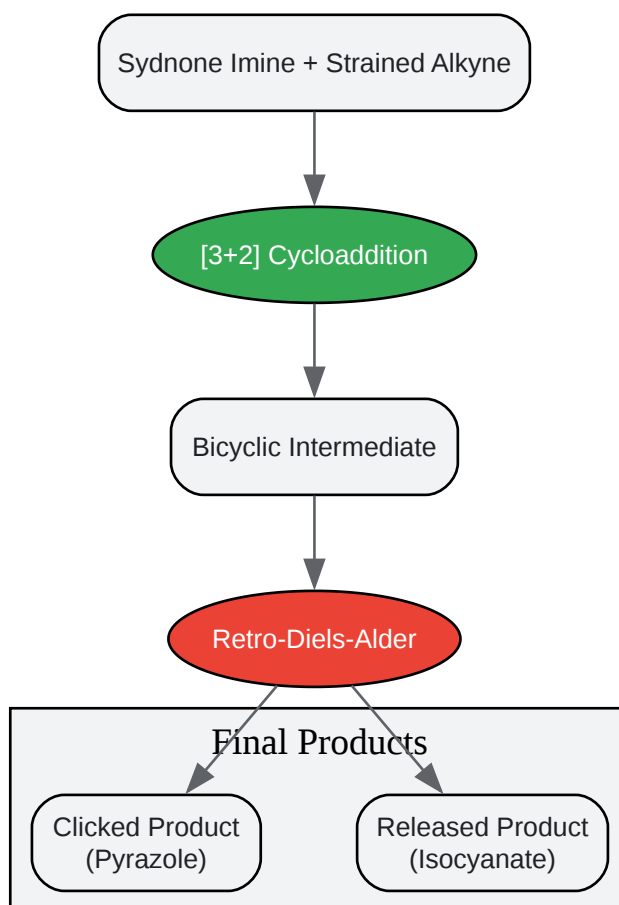 Sydnone Imine + Strained Alkyne
[3+2] Cycloaddition
Bicyclic Intermediate
Retro-Diels-Alder
Final Products
Clicked Product
(Pyrazole)
Released Product
(Isocyanate)